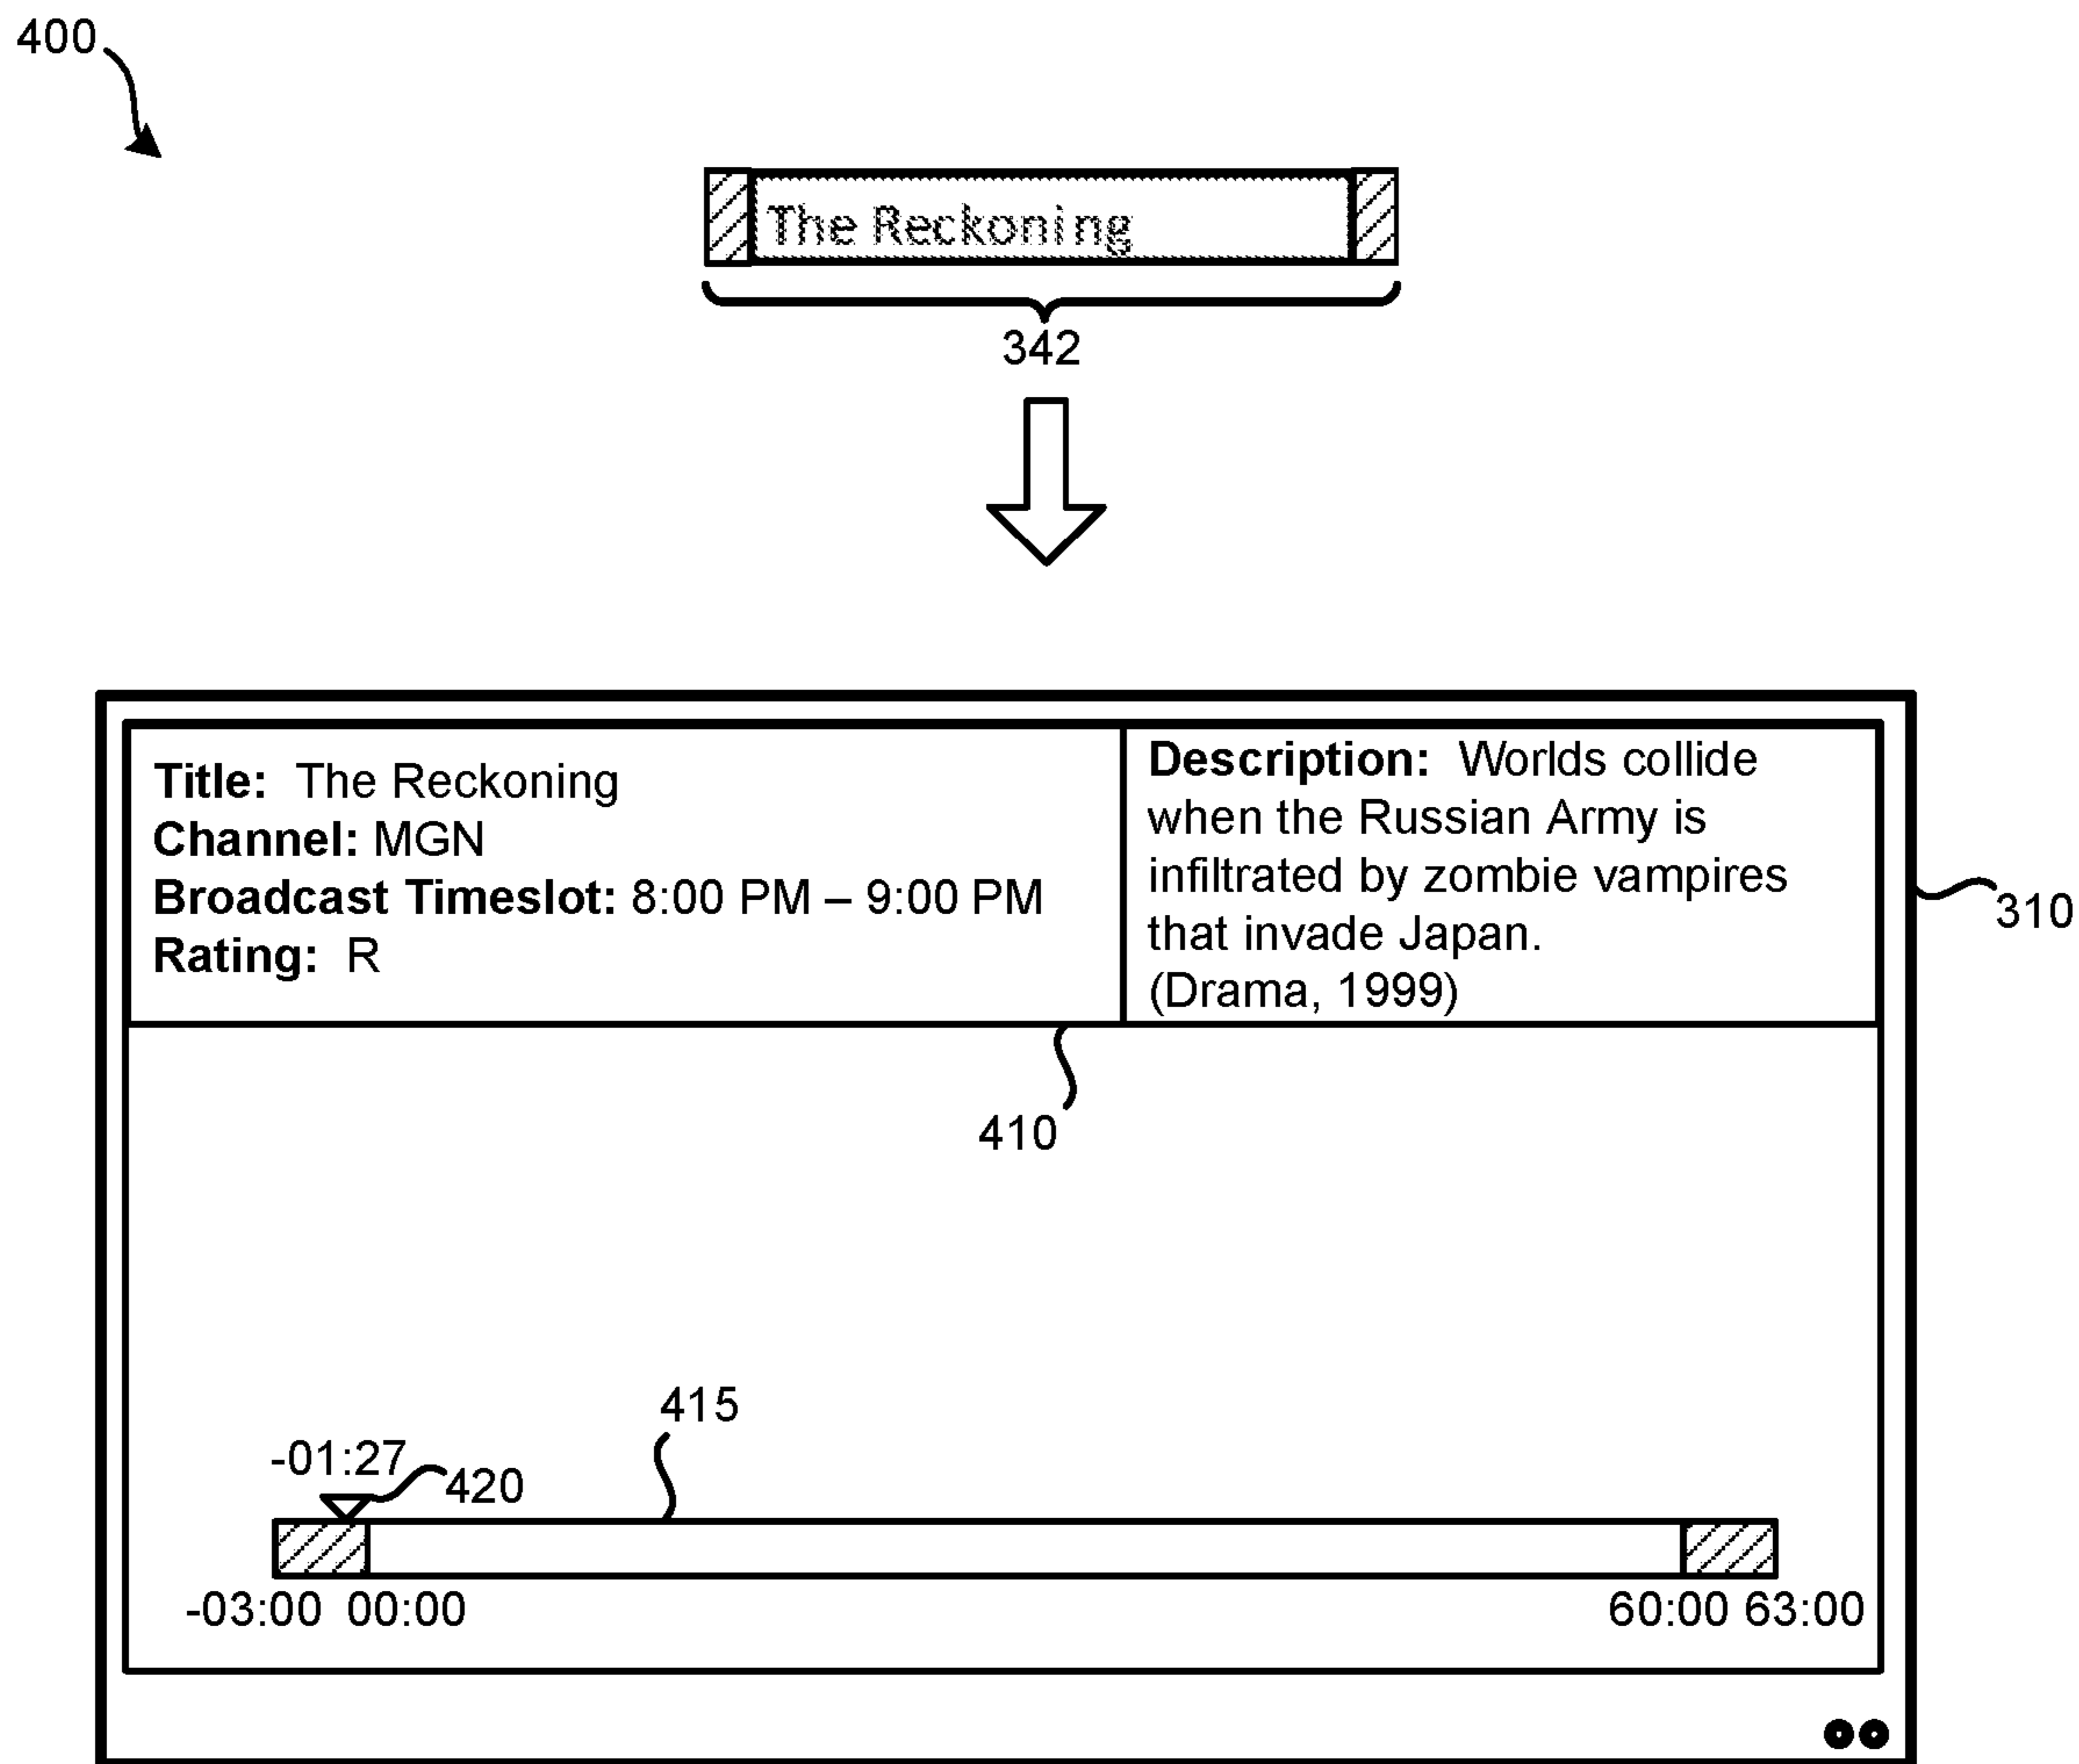 400
The Reckoning
342
Title: The Reckoning
Channel: MGN
Broadcast Timeslot: 8:00 PM – 9:00 PM
Rating: R
Description: Worlds collide
when the Russian Army is
infiltrated by zombie vampires
that invade Japan.
(Drama, 1999)
310
410
415
-01:27
420
-03:00 00:00
60:00 63:00